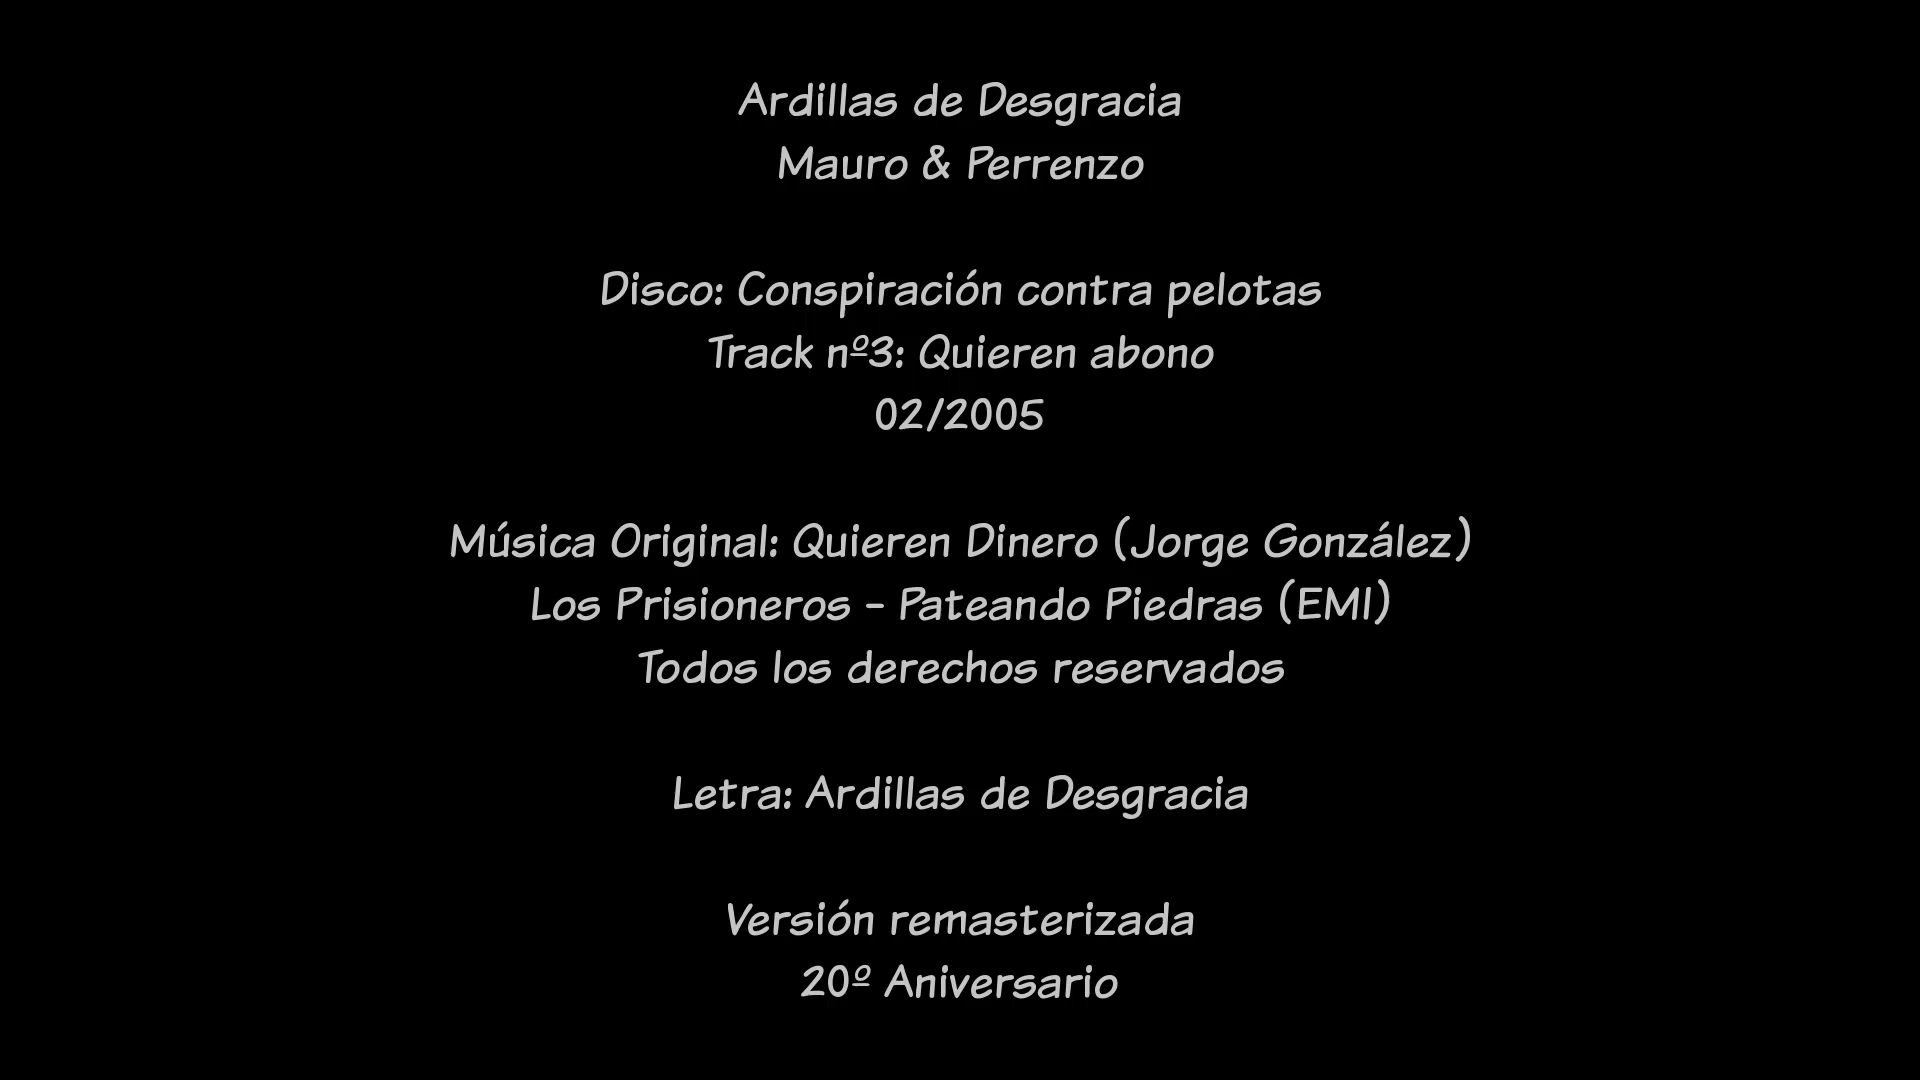 Ardillas de Desgracia
Mauro & Perrenzo
Disco: Conspiración contra pelotas
Track nº3: Quieren abono
02/2005
Música Original: Quieren Dinero (Jorge González)
Los Prisioneros - Pateando Piedras (EMI)
Todos los derechos reservados
Letra: Ardillas de Desgracia
Versión remasterizada
20º Aniversario